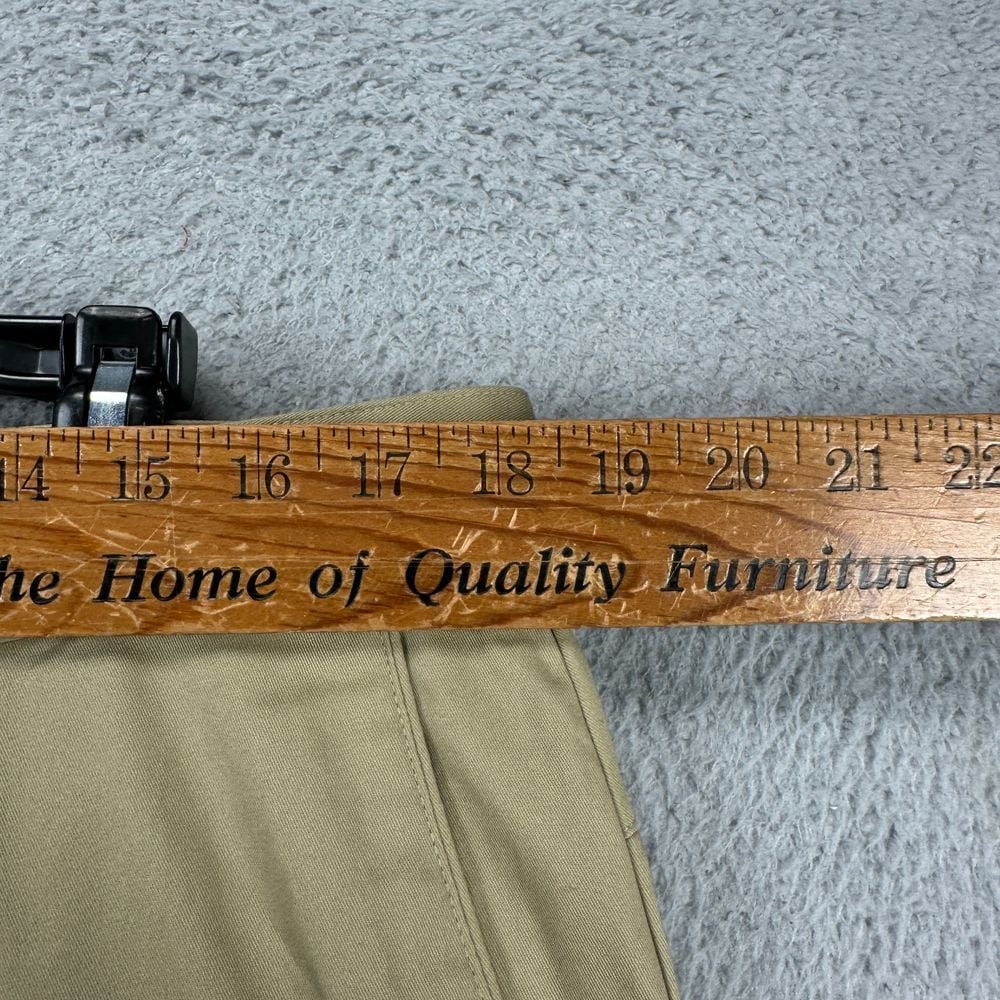 14 15 16 17 18 19 20 21 22
he Home of Quality Furniture